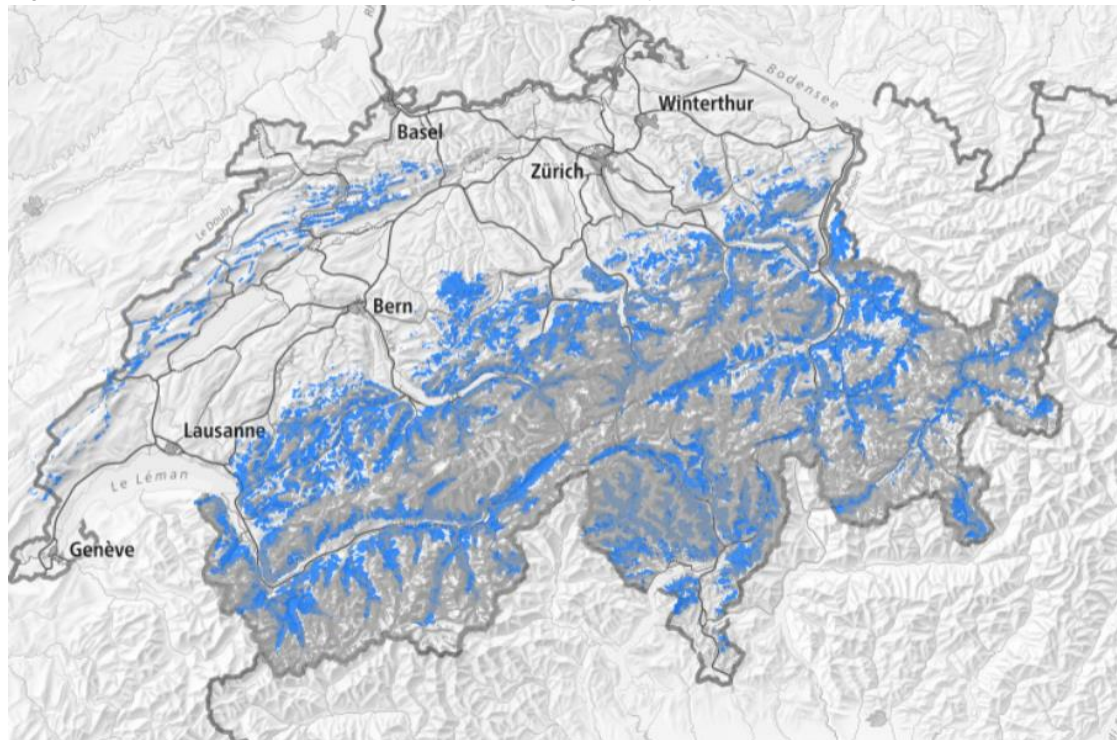 Bodensee
Winterthur
Basel
Zürich
Le Doubs
Bern
Lausanne
Le Léman
Genève